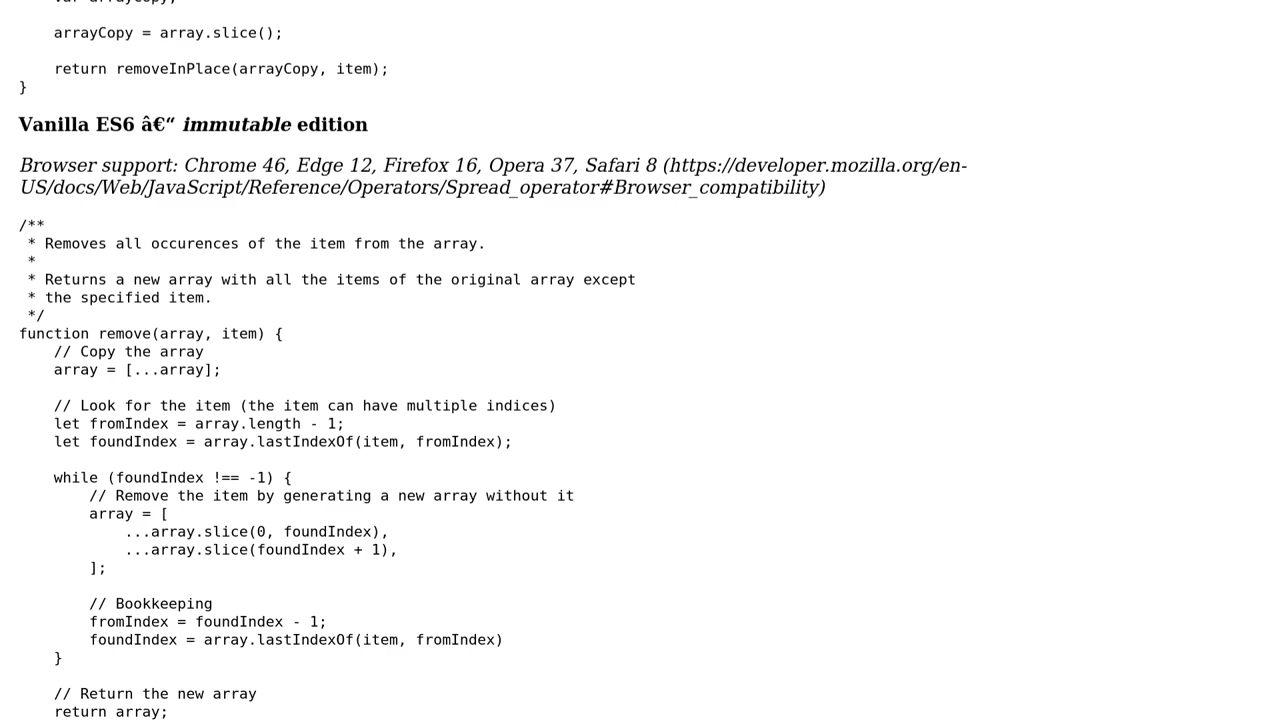 var arrayCopy;
arrayCopy = array.slice();
return removeInPlace(arrayCopy, item);
}
Vanilla ES6 â€“ immutable edition
Browser support: Chrome 46, Edge 12, Firefox 16, Opera 37, Safari 8 (https://developer.mozilla.org/en-
US/docs/Web/JavaScript/Reference/Operators/Spread_operator#Browser_compatibility)
/**
 * Removes all occurences of the item from the array.
 *
 * Returns a new array with all the items of the original array except
 * the specified item.
 */
function remove(array, item) {
    // Copy the array
    array = [...array];
    // Look for the item (the item can have multiple indices)
    let fromIndex = array.length - 1;
    let foundIndex = array.lastIndexOf(item, fromIndex);
    while (foundIndex !== -1) {
        // Remove the item by generating a new array without it
        array = [
            ...array.slice(0, foundIndex),
            ...array.slice(foundIndex + 1),
        ];
        // Bookkeeping
        fromIndex = foundIndex - 1;
        foundIndex = array.lastIndexOf(item, fromIndex)
    }
    // Return the new array
    return array;